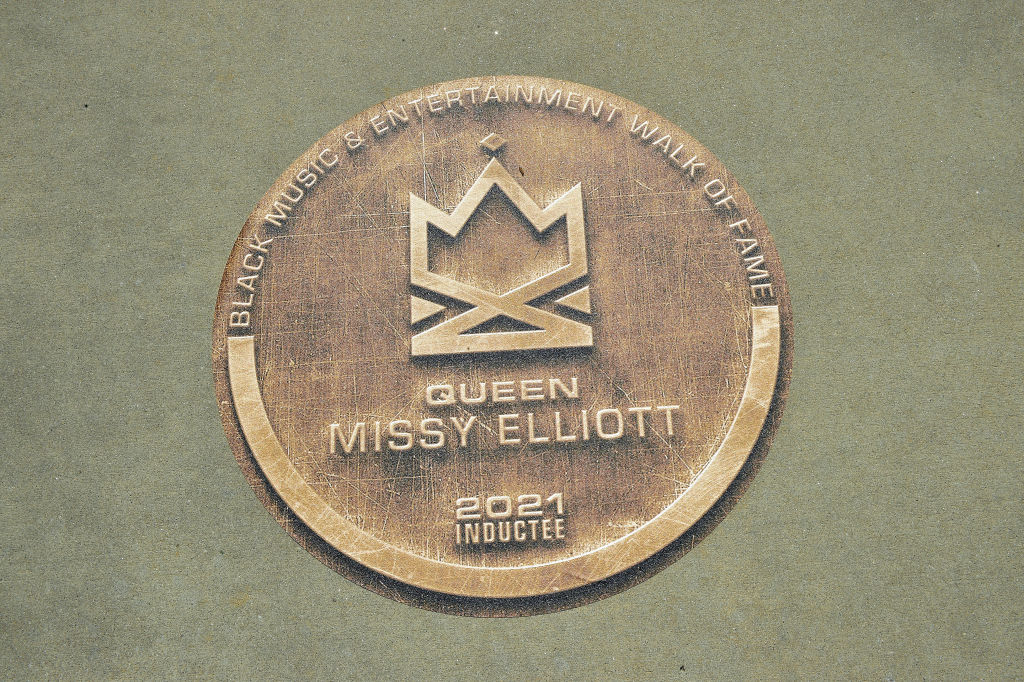 BLACK MUSIC & ENTERTAINMENT WALK OF FAME
QUEEN
MISSY ELLIOTT
2021
INDUCTEE